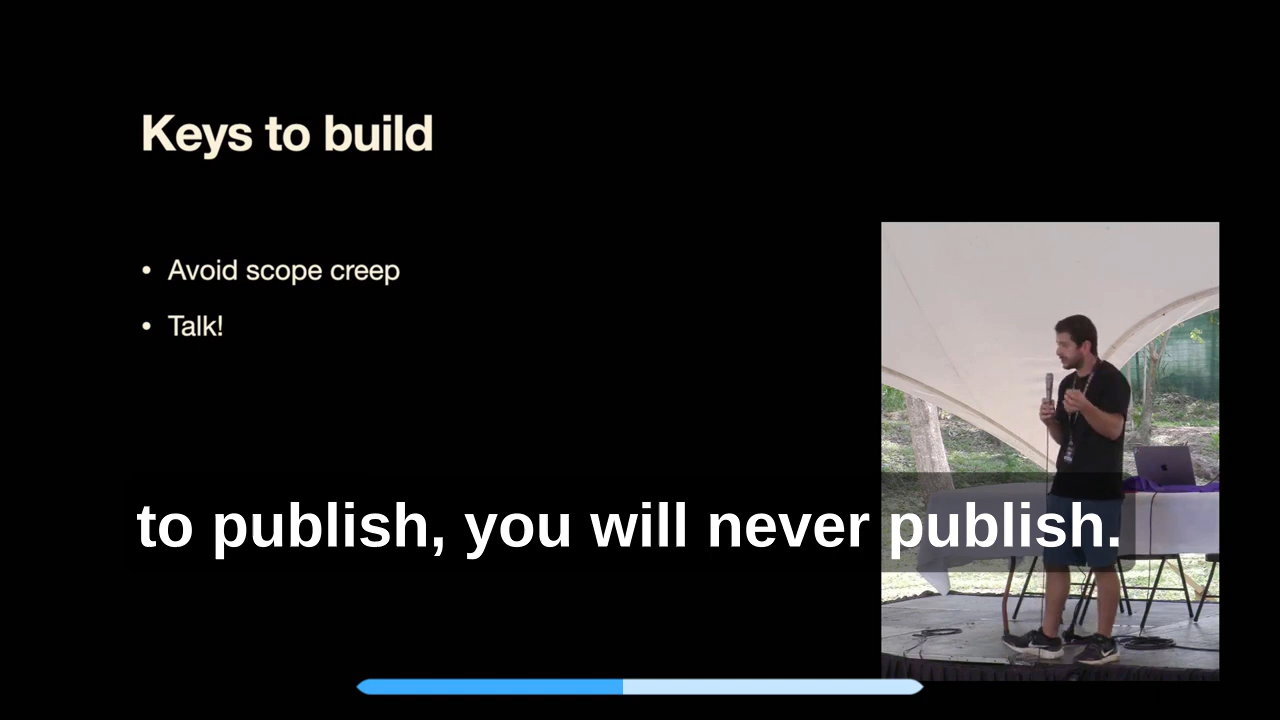 Keys to build
• Avoid scope creep
• Talk!
to publish, you will never publish.